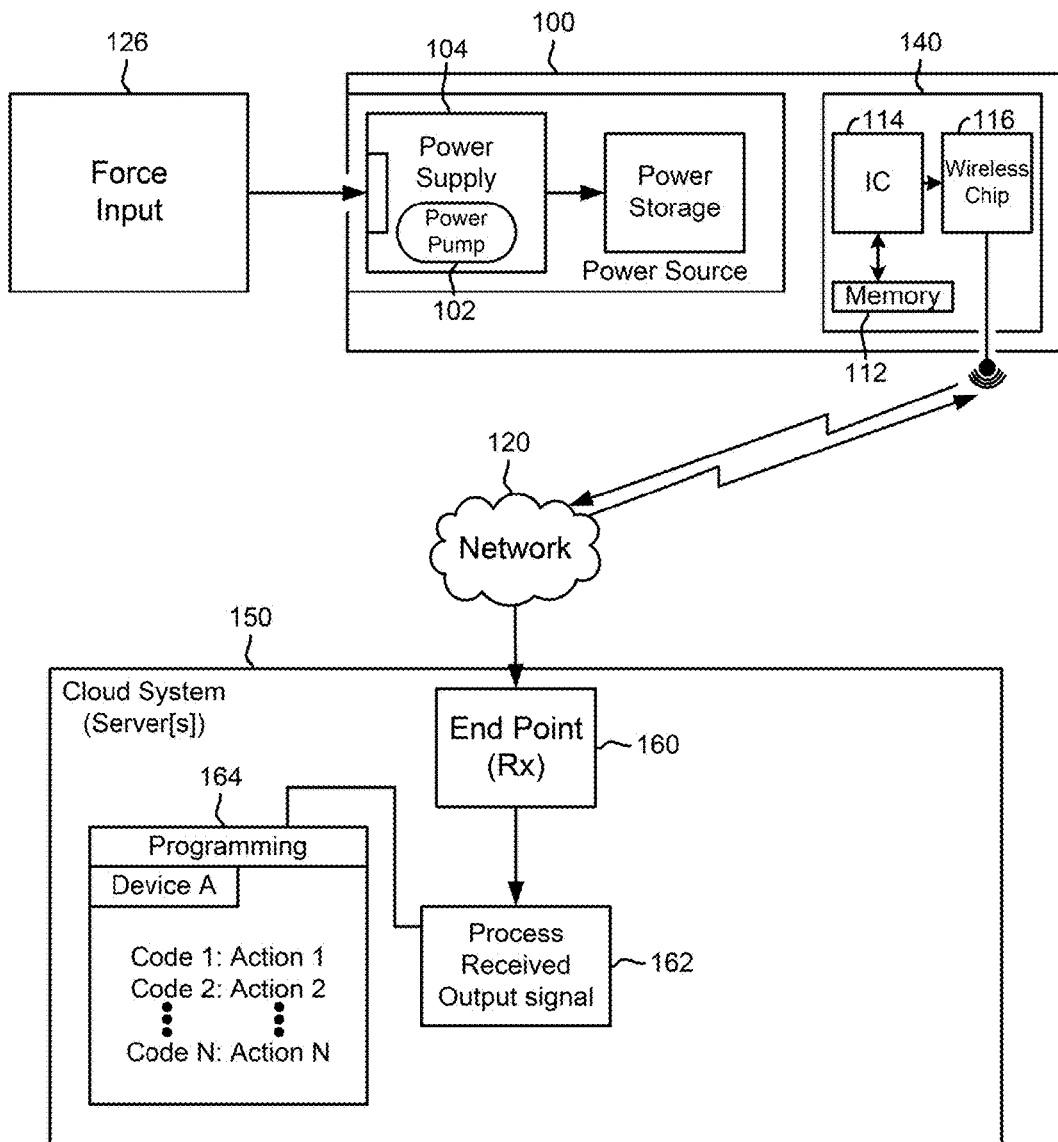 100
126
104
140
114
116
Force
Input
Power
Supply
Power
Pump
Power
Storage
Power Source
IC
Wireless
Chip
Memory
102
112
120
Network
150
Cloud System
(Server[s])
End Point
(Rx)
160
164
Programming
Device A
Code 1: Action 1
Code 2: Action 2
Code N: Action N
Process
Received
Output signal
162